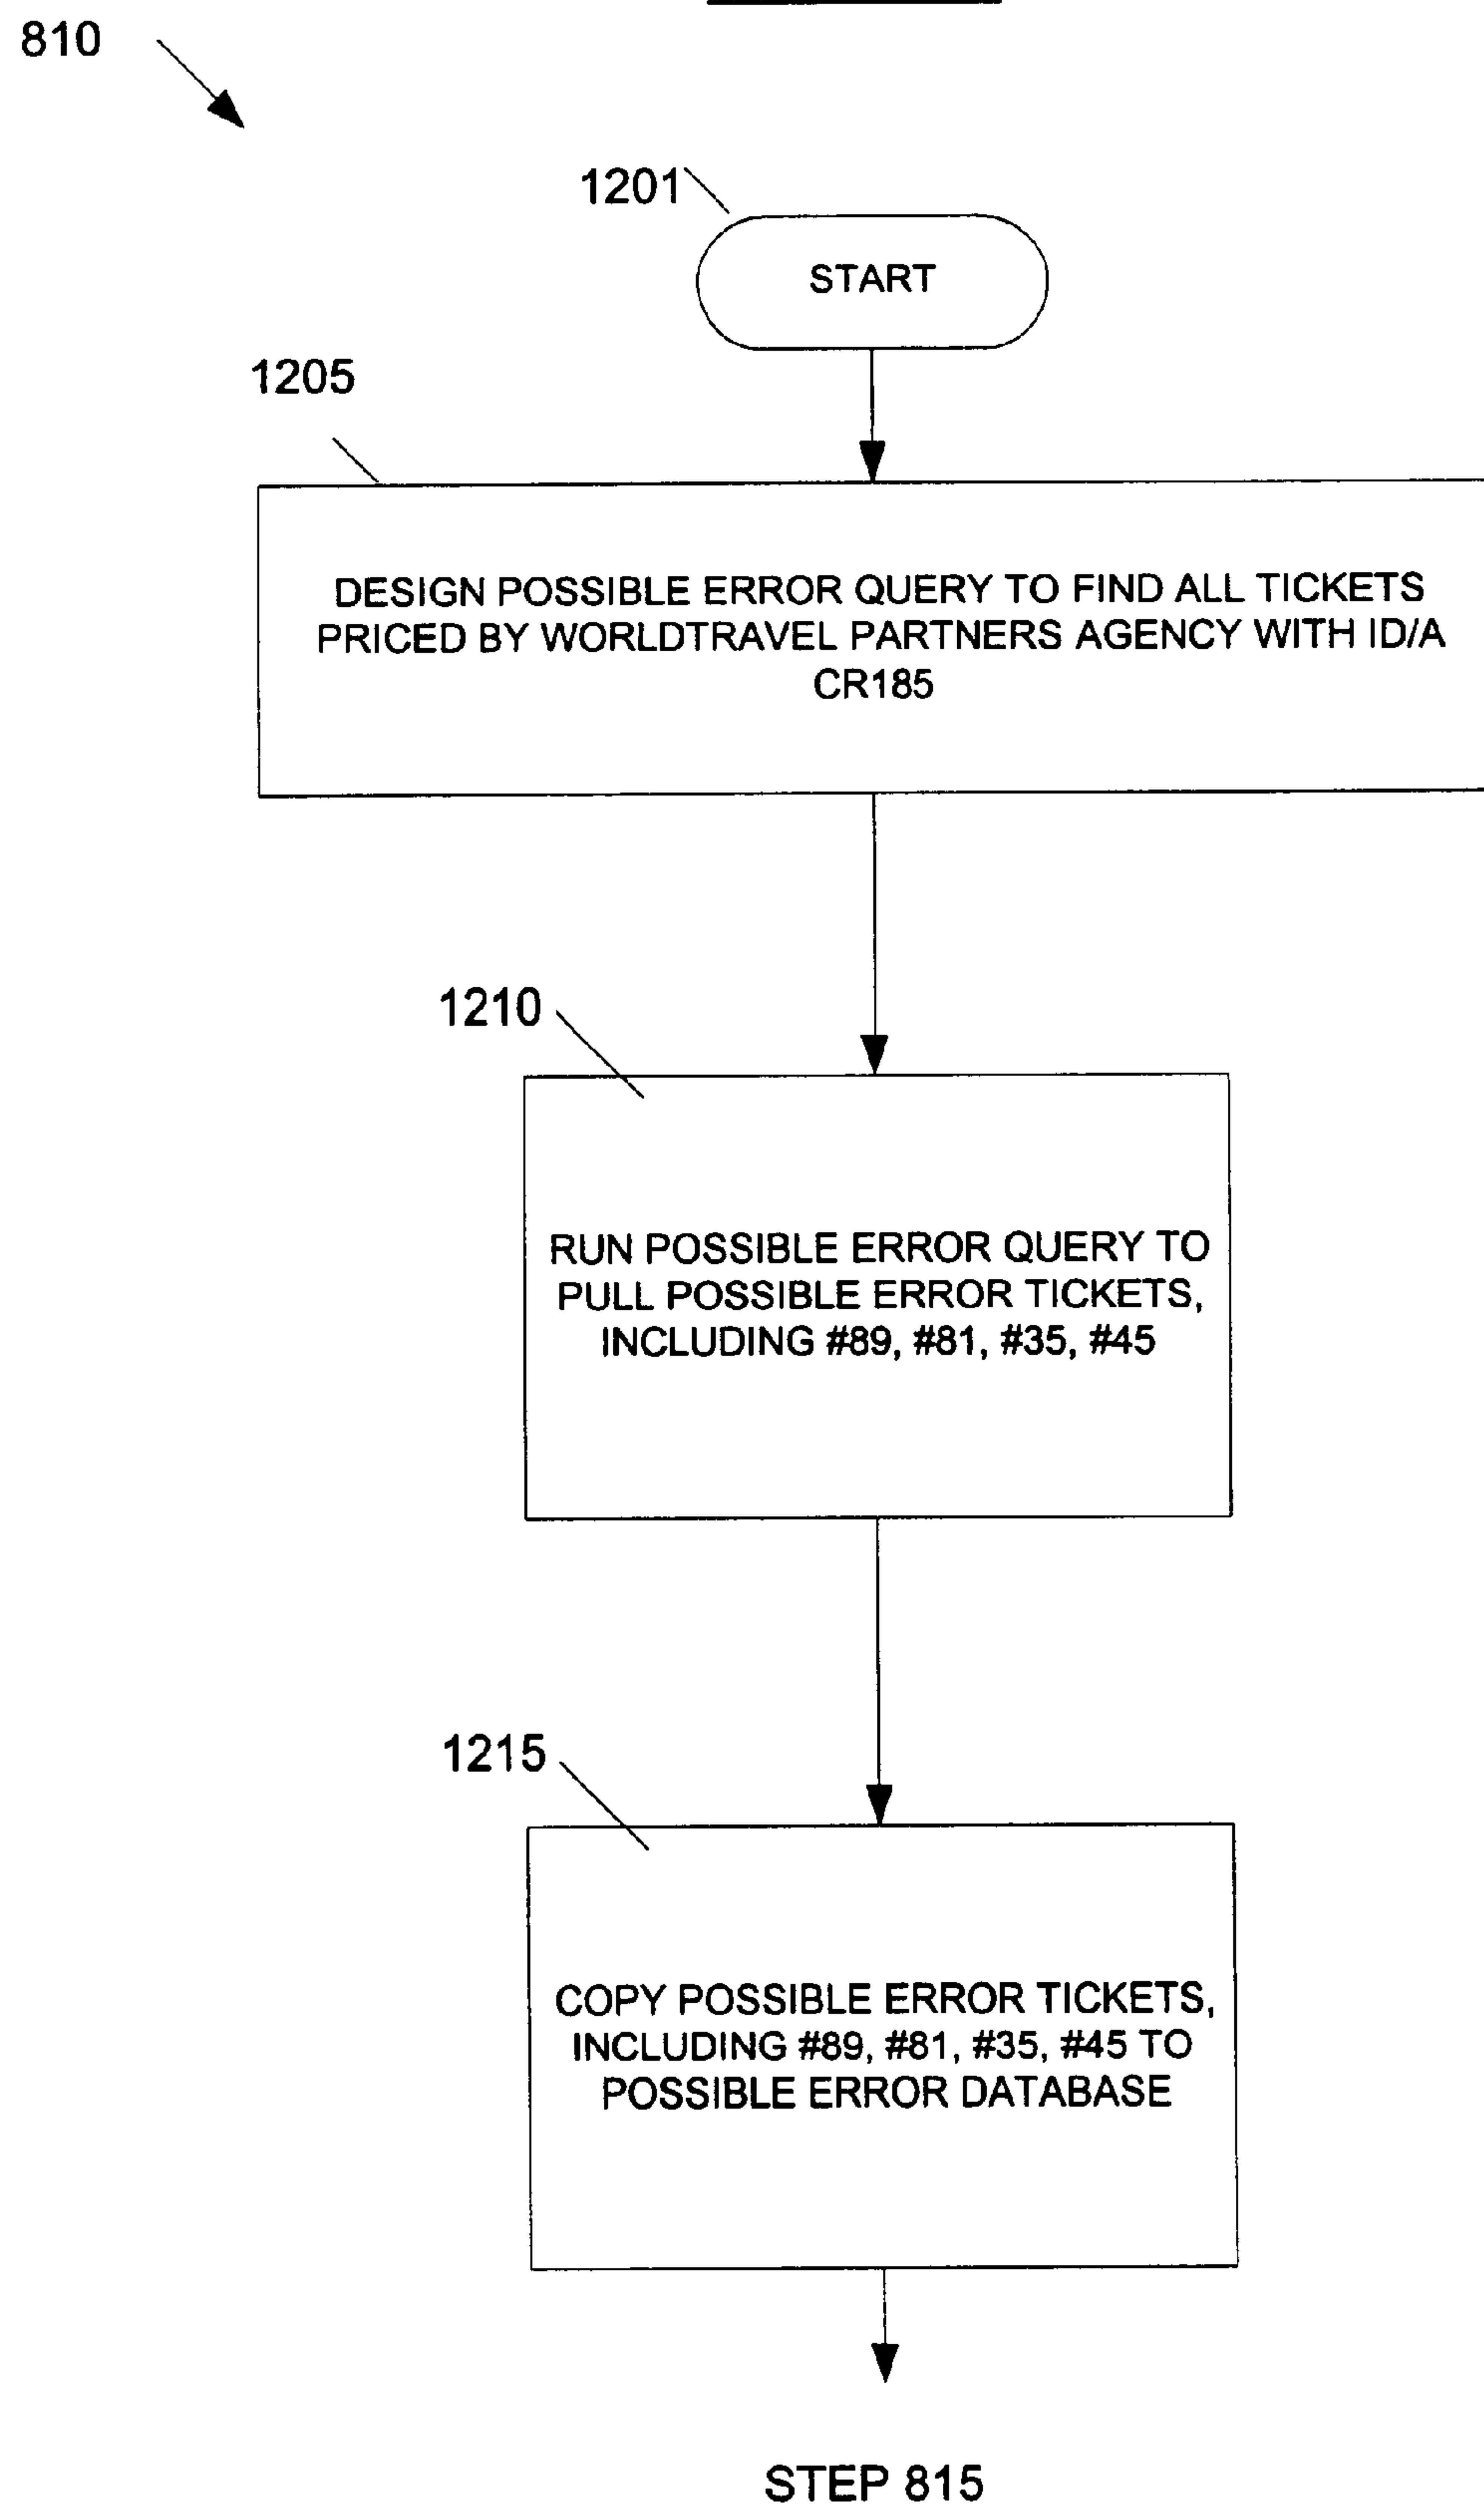 810
1201
START
1205
DESIGN POSSIBLE ERROR QUERY TO FIND ALL TICKETS
PRICED BY WORLDTRAVEL PARTNERS AGENCY WITH ID/A
CR185
1210
RUN POSSIBLE ERROR QUERY TO
PULL POSSIBLE ERROR TICKETS,
INCLUDING #89, #81, #35, #45
1215
COPY POSSIBLE ERROR TICKETS,
INCLUDING #89, #81, #35, #45 TO
POSSIBLE ERROR DATABASE
STEP 815